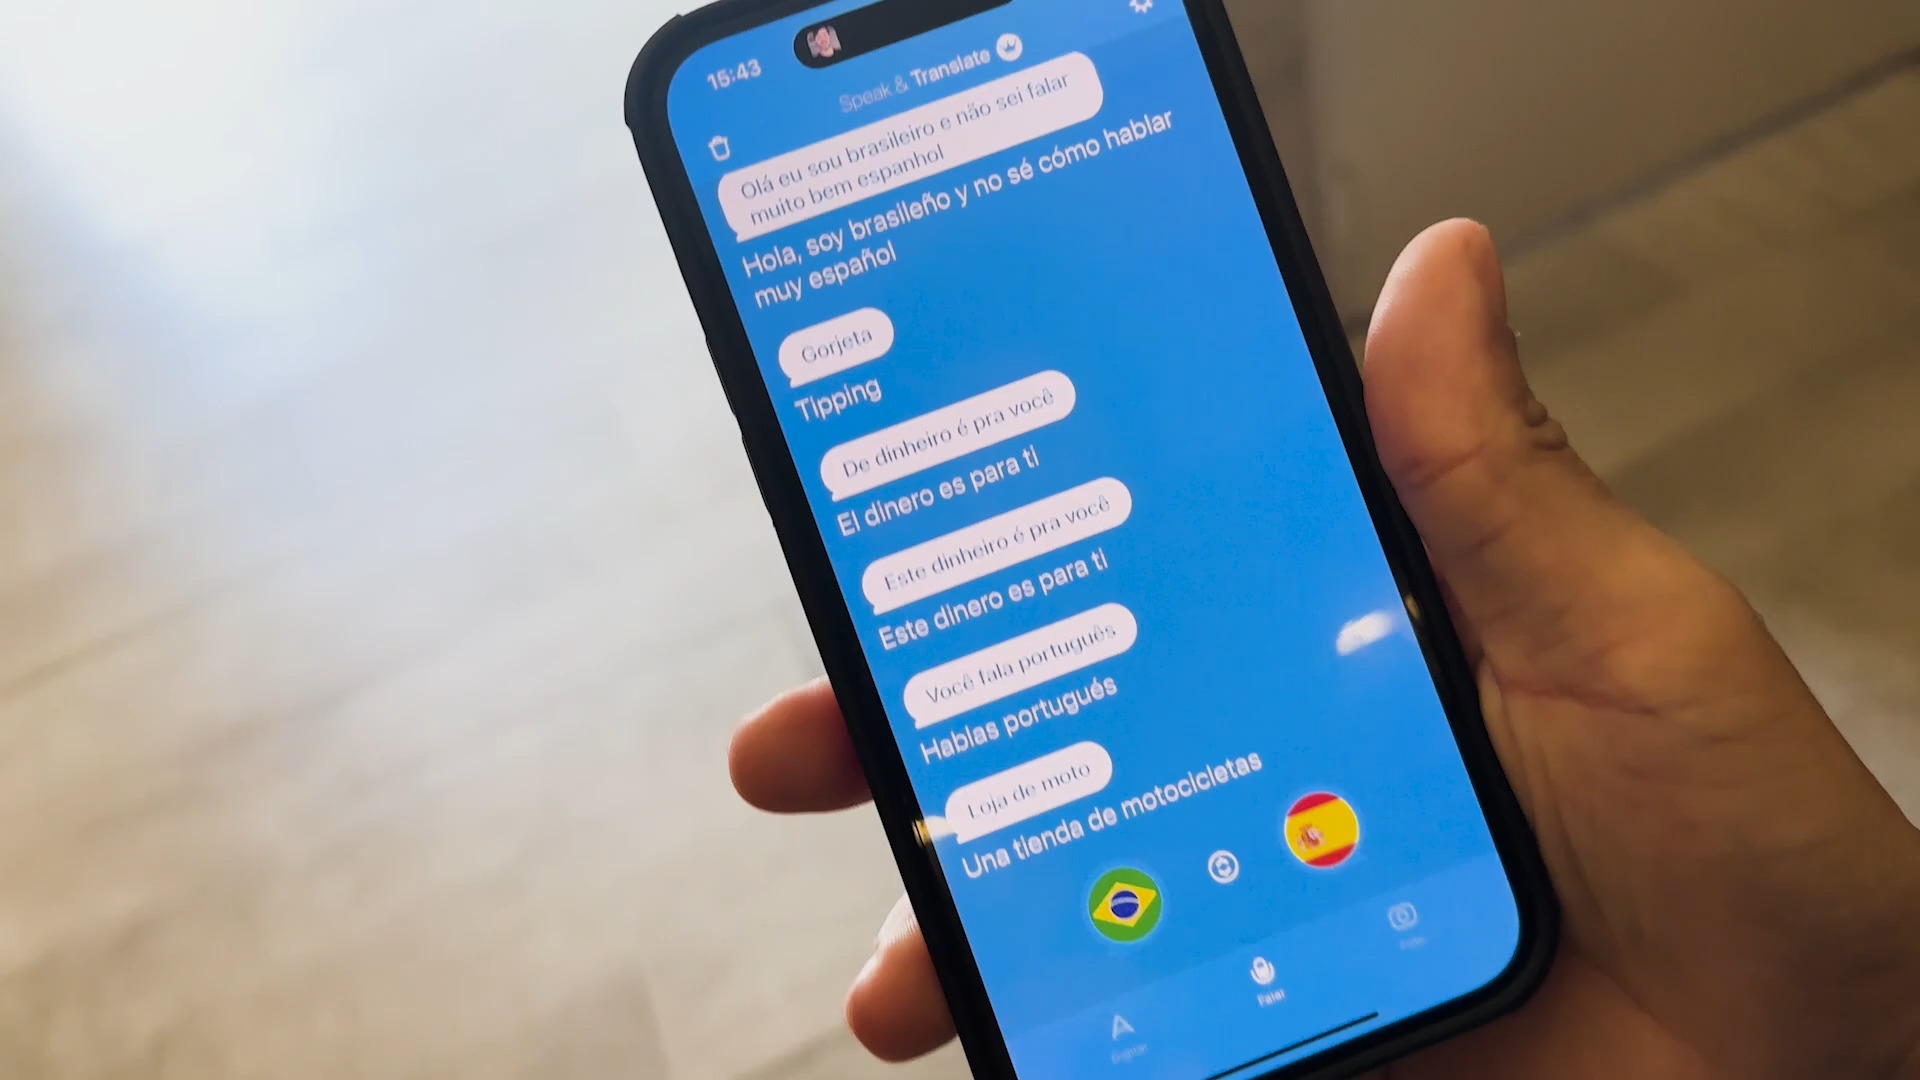 15:43
Speak & Translate
Olá eu sou brasileiro e não sei falar
muito bem espanhol
Hola, soy brasileño y no sé cómo hablar
muy español
Gorjeta
Tipping
De dinheiro é pra você
El dinero es para ti
Este dinheiro é pra você
Este dinero es para ti
Você fala português
Hablas portugués
Loja de moto
Una tienda de motocicletas
Falar